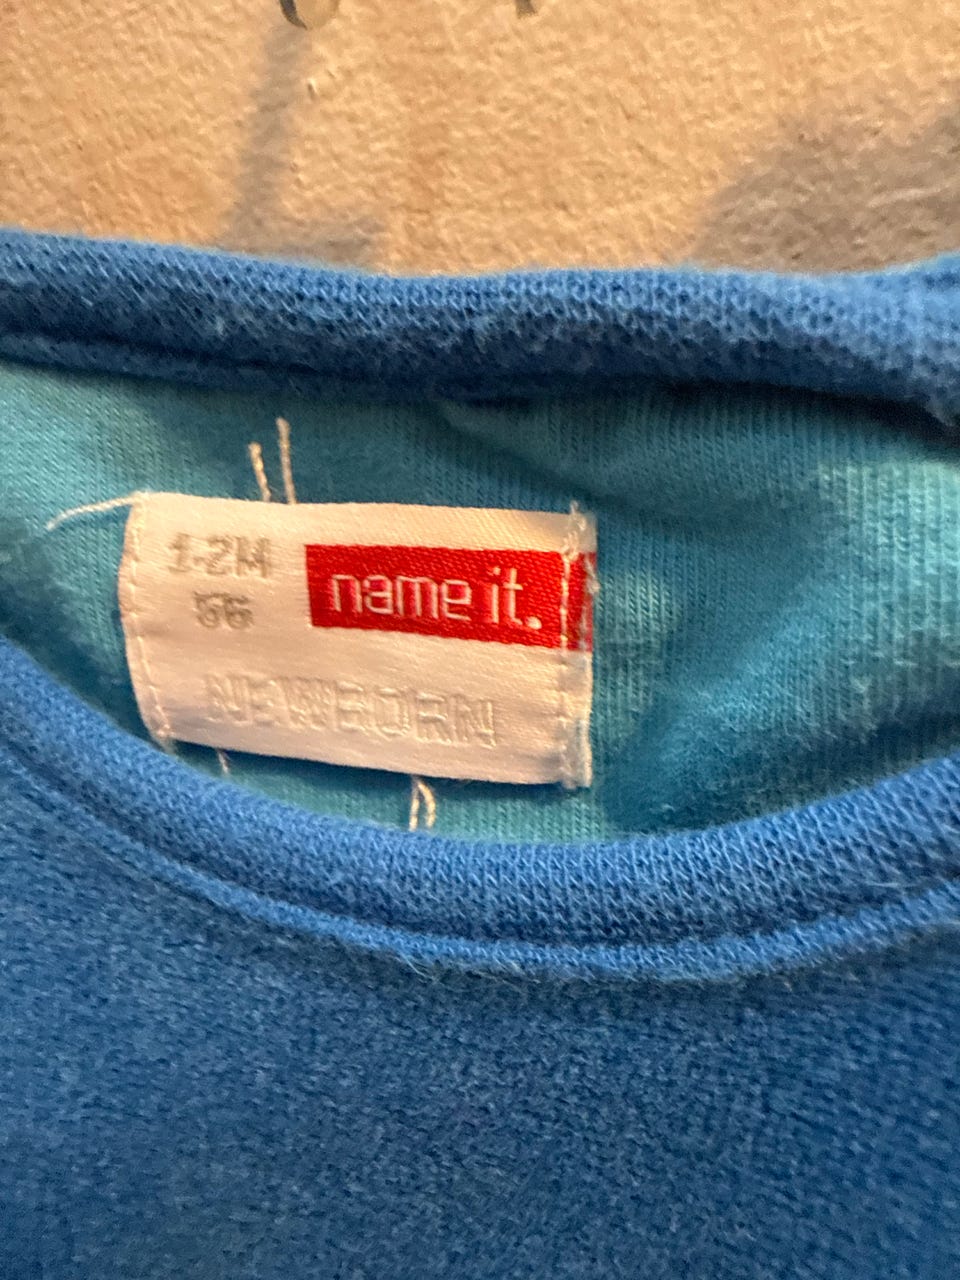 1-2M
name it.
56
NEWBORN